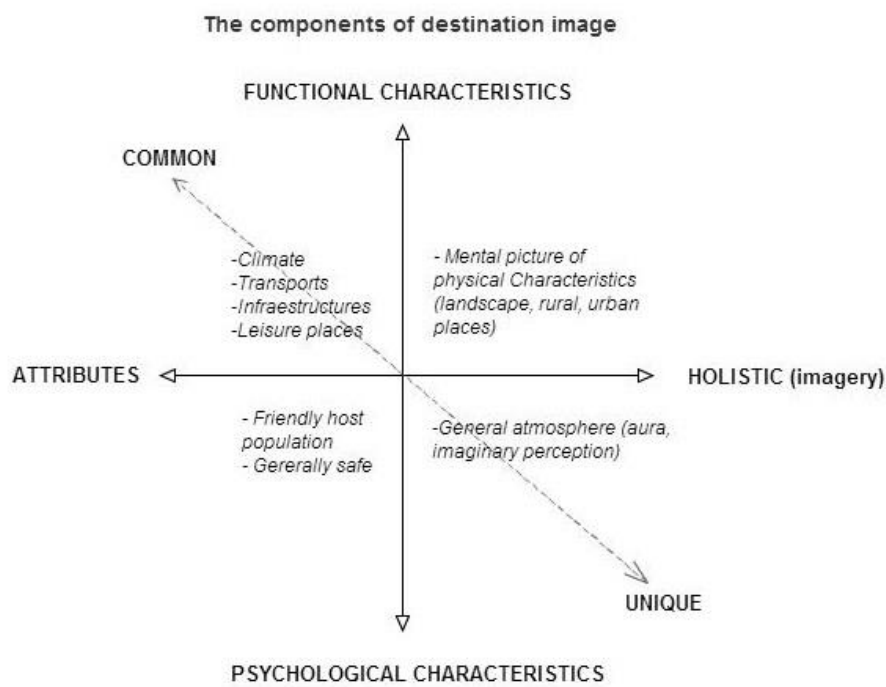 The components of destination image
FUNCTIONAL CHARACTERISTICS
COMMON
-Climate
-Transports
-Infraestructures
-Leisure places
- Mental picture of
physical Characteristics
(landscape, rural, urban
places)
ATTRIBUTES
HOLISTIC (imagery)
- Friendly host
population
- Gererally safe
-General atmosphere (aura,
imaginary perception)
UNIQUE
PSYCHOLOGICAL CHARACTERISTICS